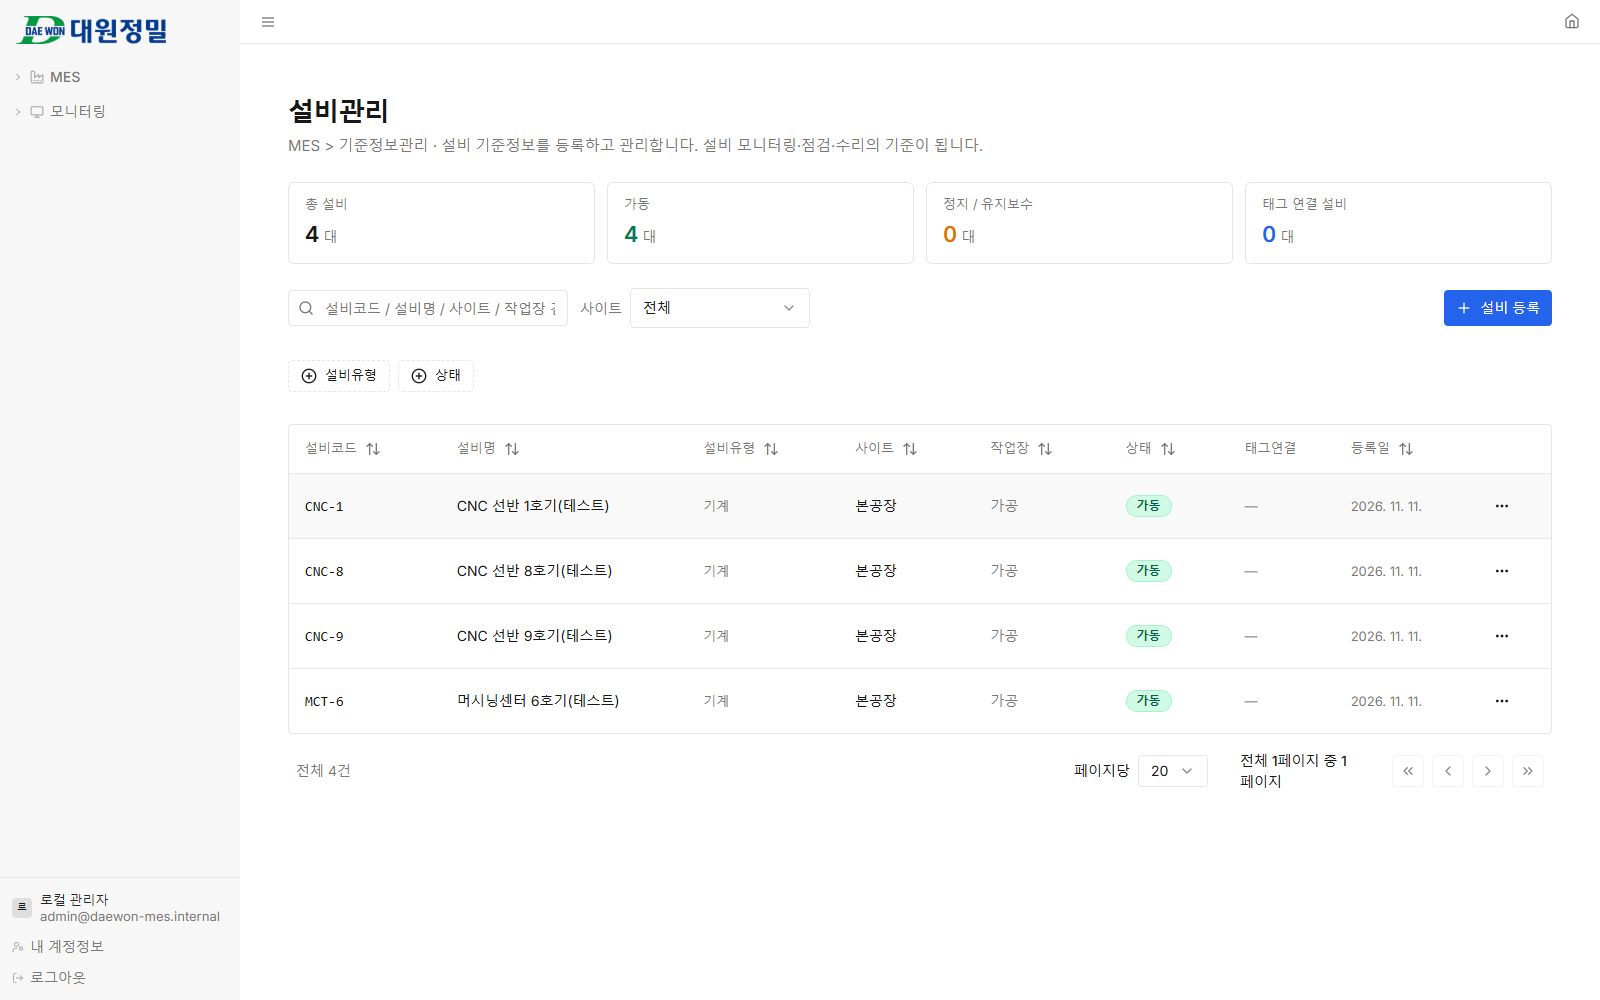 DAE WON 대원정밀
MES
모니터링
설비관리
MES > 기준정보관리 · 설비 기준정보를 등록하고 관리합니다. 설비 모니터링·점검·수리의 기준이 됩니다.
총 설비
4 대
가동
4 대
정지 / 유지보수
0 대
태그 연결 설비
0 대
설비코드 / 설비명 / 사이트 / 작업장
사이트
전체
설비 등록
설비유형
상태
설비코드 설비명 설비유형 사이트 작업장 상태 태그연결 등록일
CNC-1 CNC 선반 1호기(테스트) 기계 본공장 가공 가동 — 2026. 11. 11.
CNC-8 CNC 선반 8호기(테스트) 기계 본공장 가공 가동 — 2026. 11. 11.
CNC-9 CNC 선반 9호기(테스트) 기계 본공장 가공 가동 — 2026. 11. 11.
MCT-6 머시닝센터 6호기(테스트) 기계 본공장 가공 가동 — 2026. 11. 11.
전체 4건
페이지당 20
전체 1페이지 중 1
페이지
로 로컬 관리자
admin@daewon-mes.internal
내 계정정보
로그아웃